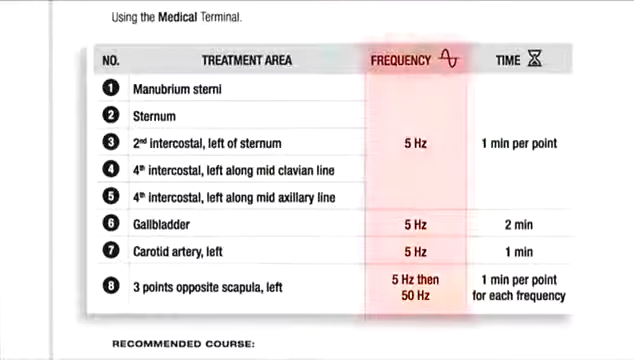 Using the Medical Terminal.
NO. TREATMENT AREA FREQUENCY TIME
1 Manubrium sterni
2 Sternum
3 2nd intercostal, left of sternum 5 Hz 1 min per point
4 4th intercostal, left along mid clavian line
5 4th intercostal, left along mid axillary line
6 Gallbladder 5 Hz 2 min
7 Carotid artery, left 5 Hz 1 min
8 3 points opposite scapula, left 5 Hz then 50 Hz 1 min per point for each frequency
RECOMMENDED COURSE: